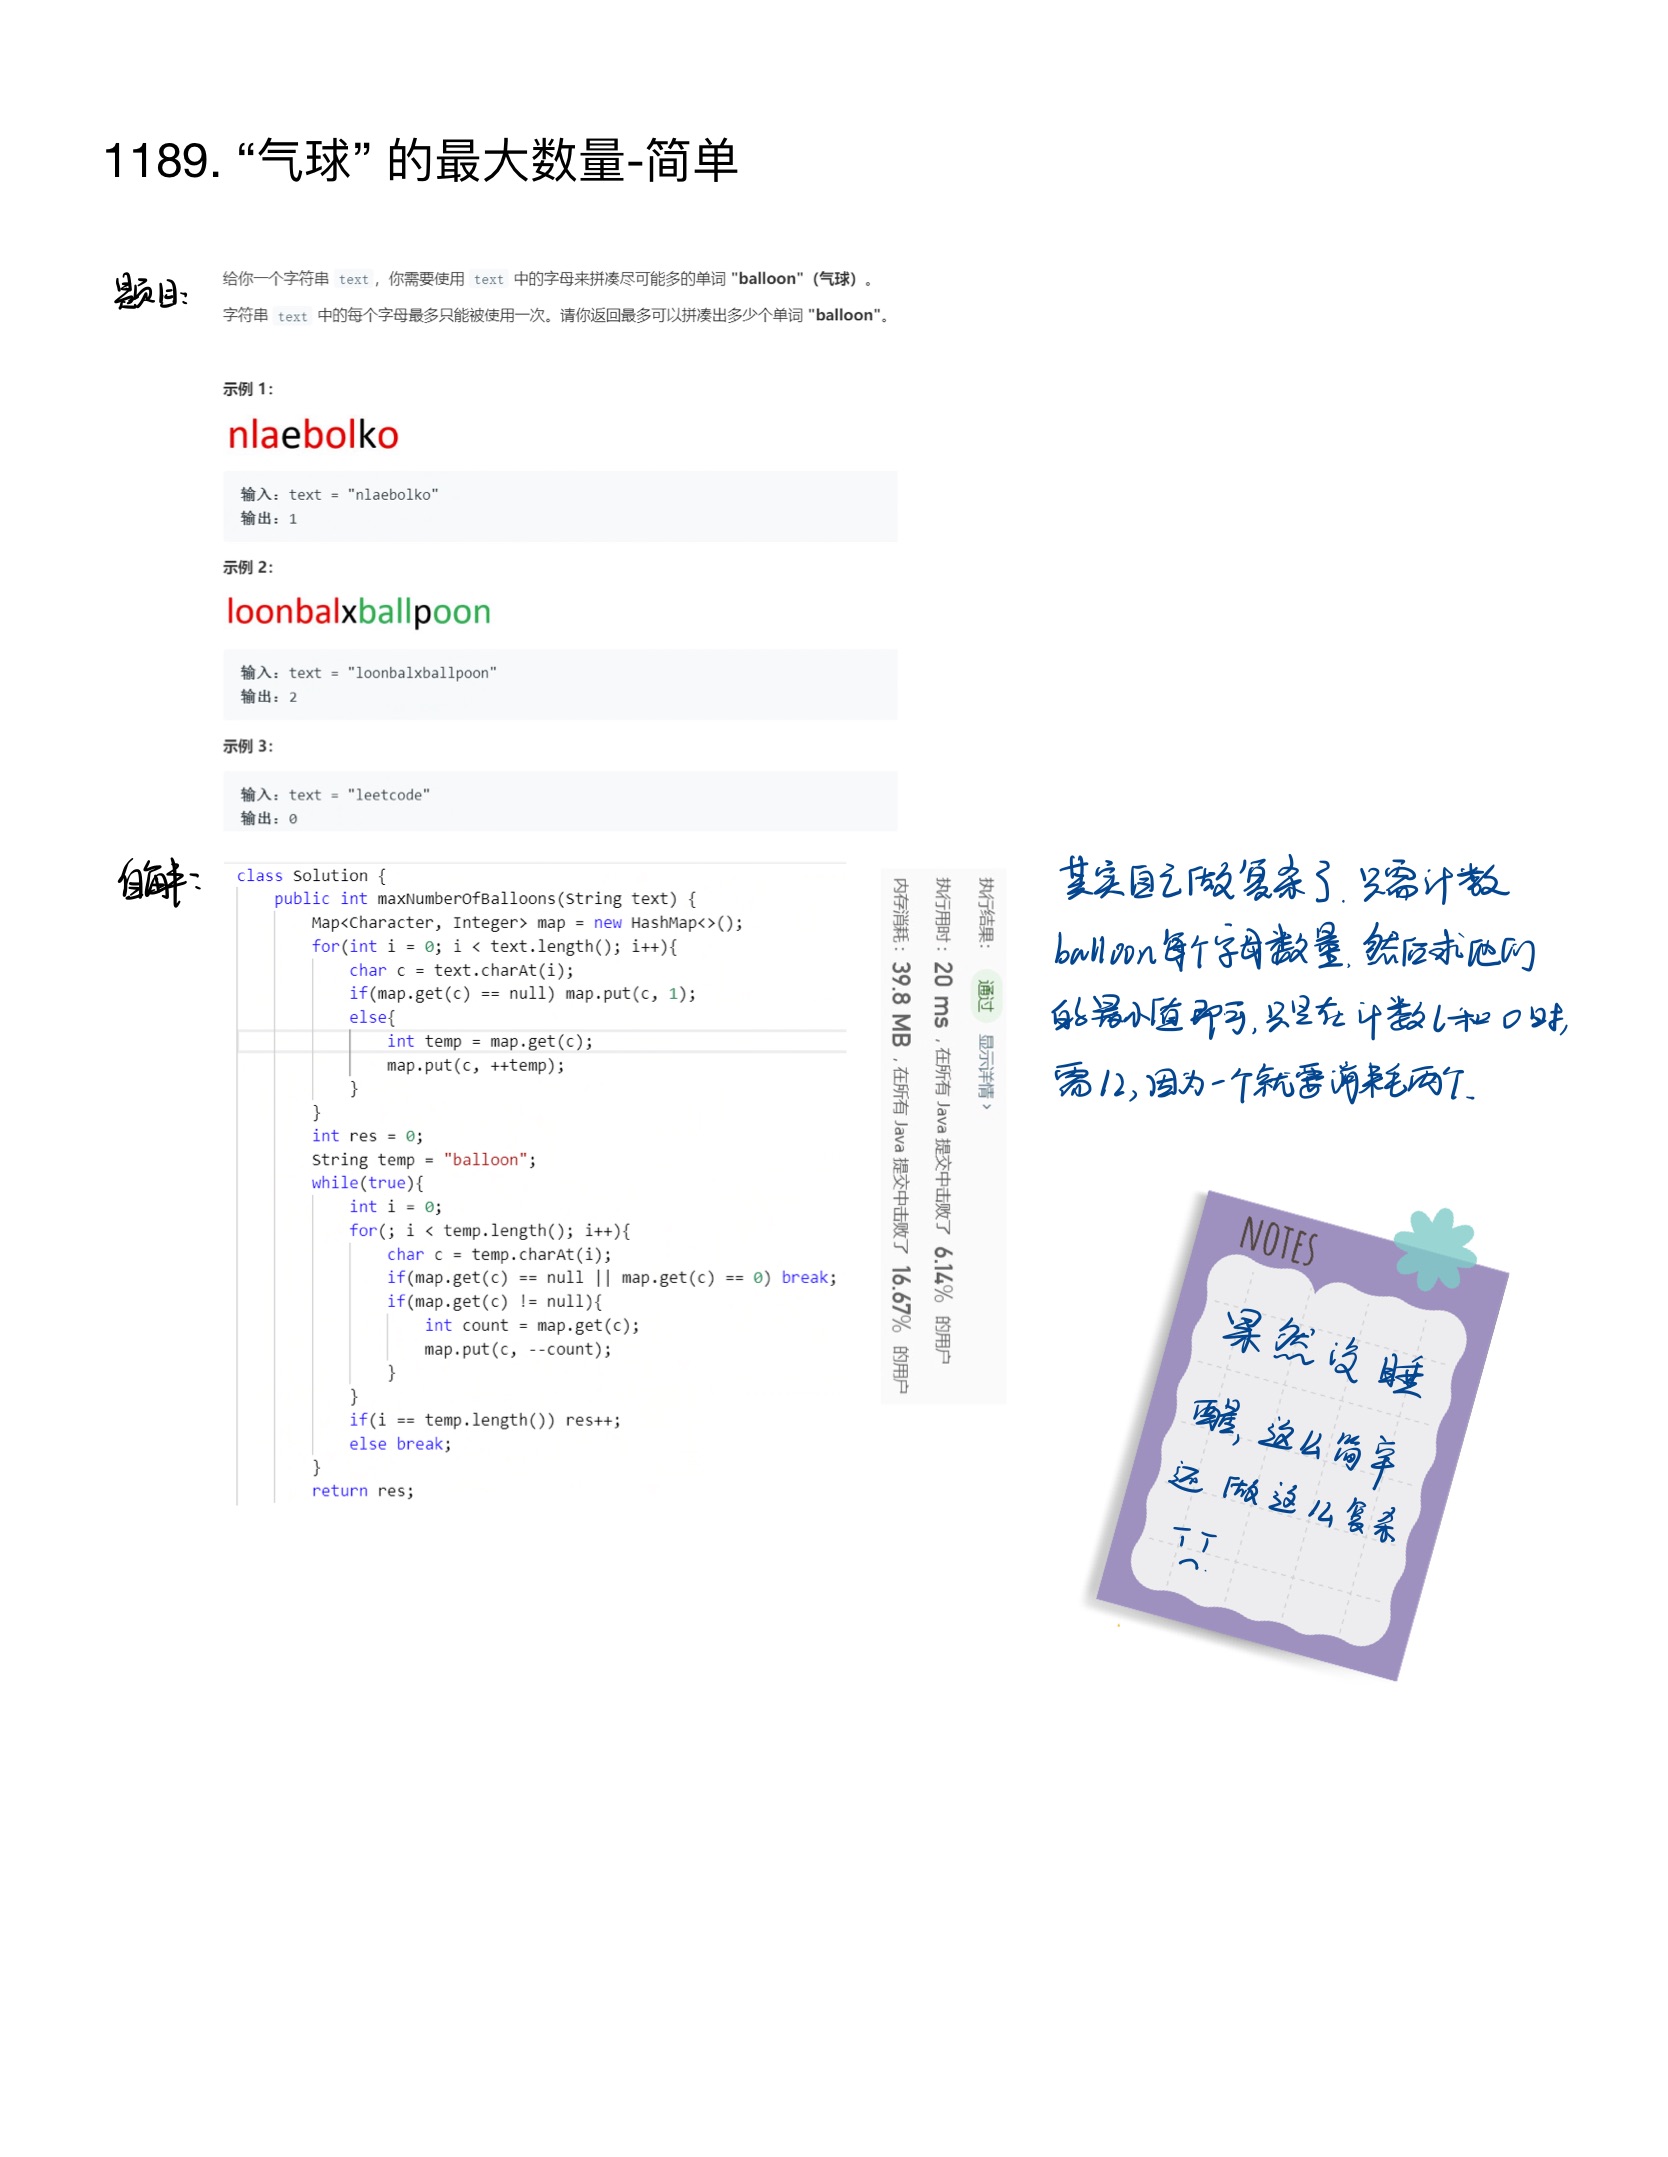 1189. “气球” 的最大数量-简单
题目:
给你一个字符串 text，你需要使用 text 中的字母来拼凑尽可能多的单词 "balloon"（气球）。
字符串 text 中的每个字母最多只能被使用一次。请你返回最多可以拼凑出多少个单词 "balloon"。
示例 1：
nlaebolko
输入：text = "nlaebolko"
输出：1
示例 2：
loonbalxballpoon
输入：text = "loonbalxballpoon"
输出：2
示例 3：
输入：text = "leetcode"
输出：0
自解:
class Solution {
public int maxNumberOfBalloons(String text) {
Map<Character, Integer> map = new HashMap<>();
for(int i = 0; i < text.length(); i++){
char c = text.charAt(i);
if(map.get(c) == null) map.put(c, 1);
else{
int temp = map.get(c);
map.put(c, ++temp);
}
}
int res = 0;
String temp = "balloon";
while(true){
int i = 0;
for(; i < temp.length(); i++){
char c = temp.charAt(i);
if(map.get(c) == null || map.get(c) == 0) break;
if(map.get(c) != null){
int count = map.get(c);
map.put(c, --count);
}
}
if(i == temp.length()) res++;
else break;
}
return res;
执行结果： 通过 显示详情 ›
执行用时：20 ms，在所有 Java 提交中击败了 6.14% 的用户
内存消耗：39.8 MB，在所有 Java 提交中击败了 16.67% 的用户
其实自己做复杂了.只需计数
balloon每个字母数量.然后求他们
的最小值即可,只是在计数l和o时,
需/2,因为一个就要消耗两个.
NOTES
果然没睡
醒,这么简单
还做这么复杂